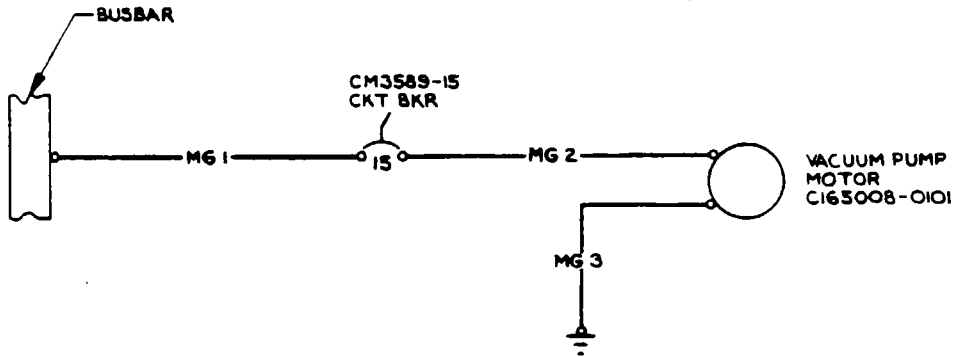 BUSBAR
CM3589-15
CKT BKR
MG 1
15
MG 2
VACUUM PUMP
MOTOR
C165008-0101
MG 3